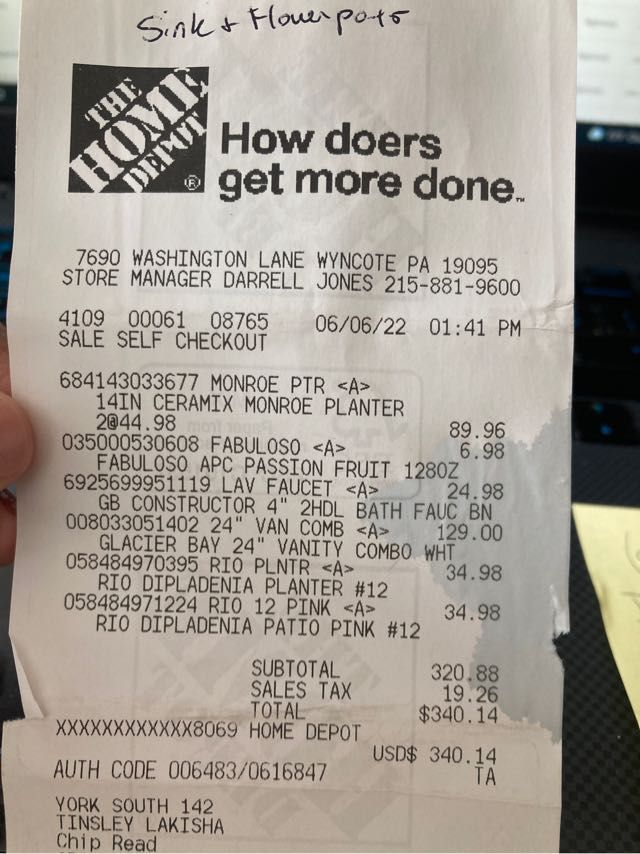 Sink + Flowerpots
THE
HOME
DEPOT
®
How doers
get more done.™
7690 WASHINGTON LANE WYNCOTE PA 19095
STORE MANAGER DARRELL JONES 215-881-9600
4109 00061 08765 06/06/22 01:41 PM
SALE SELF CHECKOUT
684143033677 MONROE PTR <A>
14IN CERAMIX MONROE PLANTER
2@44.98 89.96
035000530608 FABULOSO <A> 6.98
FABULOSO APC PASSION FRUIT 128OZ
6925699951119 LAV FAUCET <A> 24.98
GB CONSTRUCTOR 4" 2HDL BATH FAUC BN
008033051402 24" VAN COMB <A> 129.00
GLACIER BAY 24" VANITY COMBO WHT
058484970395 RIO PLNTR <A> 34.98
RIO DIPLADENIA PLANTER #12
058484971224 RIO 12 PINK <A> 34.98
RIO DIPLADENIA PATIO PINK #12
SUBTOTAL 320.88
SALES TAX 19.26
TOTAL $340.14
XXXXXXXXXXXX8069 HOME DEPOT
USD$ 340.14
AUTH CODE 006483/0616847 TA
YORK SOUTH 142
TINSLEY LAKISHA
Chip Read